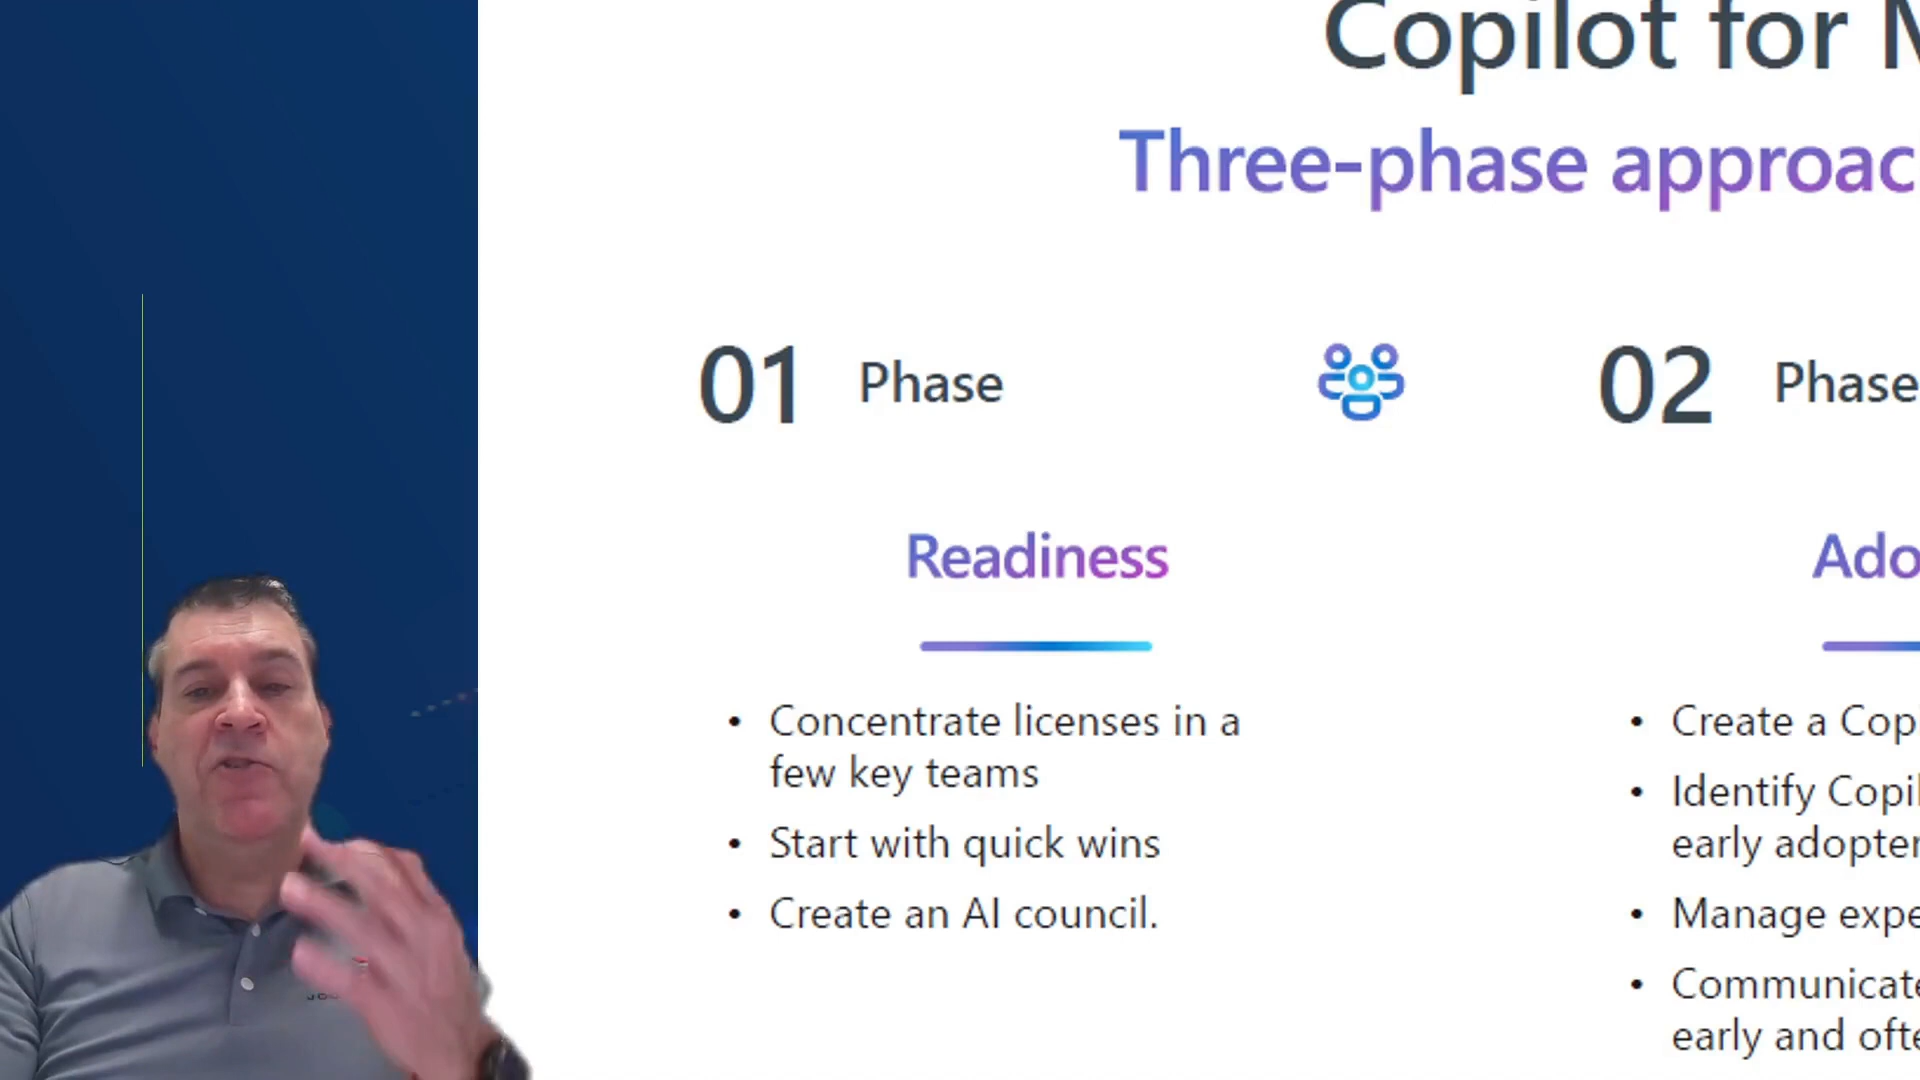 Copilot for M
Three-phase approac
01 Phase
02 Phase
Readiness
Ado
• Concentrate licenses in a
few key teams
• Start with quick wins
• Create an AI council.
• Create a Cop
• Identify Copil
early adopter
• Manage expe
• Communicate
early and ofte